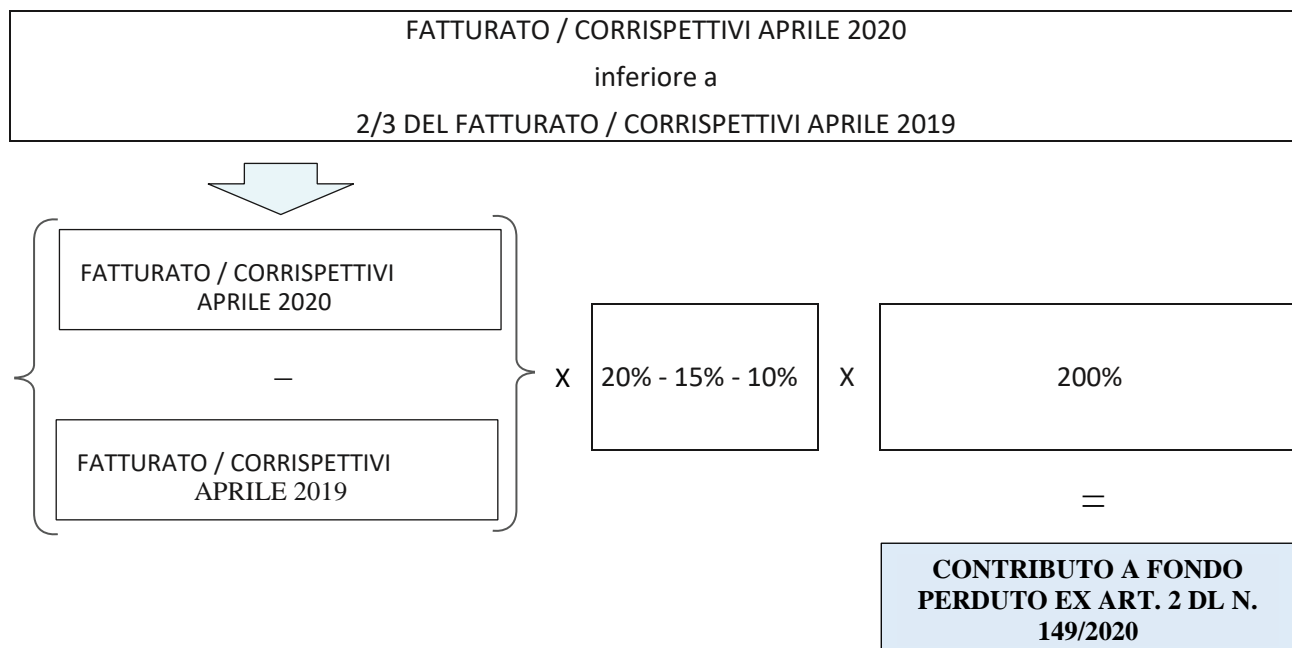 FATTURATO / CORRISPETTIVI APRILE 2020
inferiore a
2/3 DEL FATTURATO / CORRISPETTIVI APRILE 2019
FATTURATO / CORRISPETTIVI
APRILE 2020
–
FATTURATO / CORRISPETTIVI
APRILE 2019
X
20% - 15% - 10%
X
200%
=
CONTRIBUTO A FONDO
PERDUTO EX ART. 2 DL N.
149/2020